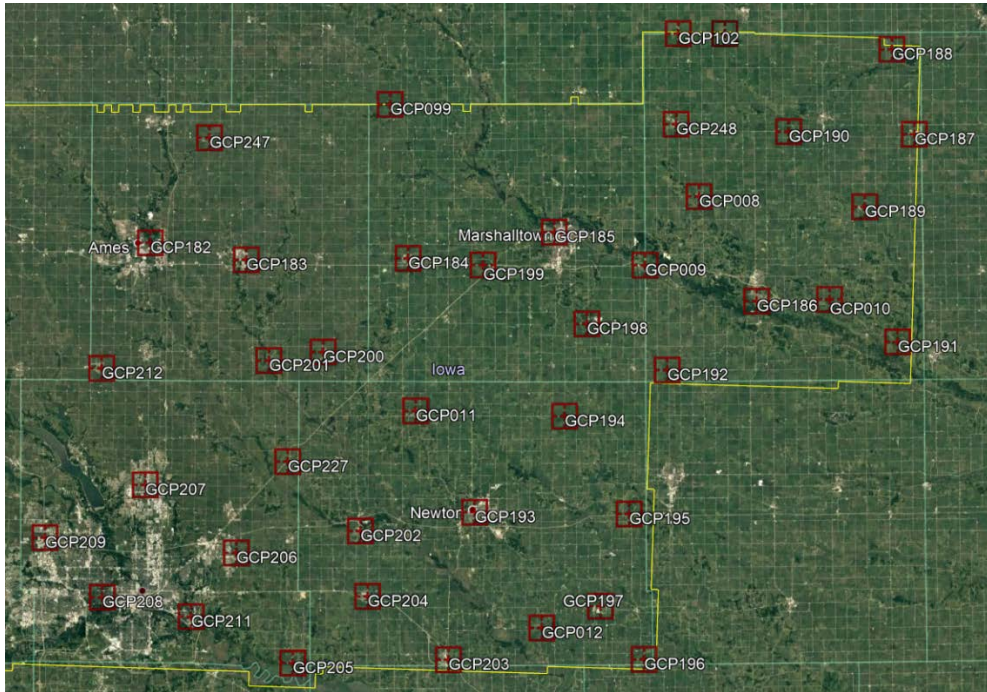 GCP102
GCP188
GCP099
GCP247
GCP248
GCP190
GCP187
GCP008
GCP189
Ames
GCP182
Marshalltown
GCP185
GCP183
GCP184
GCP199
GCP009
GCP186
GCP010
GCP198
GCP191
GCP200
GCP201
GCP212
Iowa
GCP192
GCP011
GCP194
GCP227
GCP207
Newton
GCP193
GCP195
GCP209
GCP202
GCP206
GCP208
GCP204
GCP197
GCP211
GCP012
GCP205
GCP203
GCP196